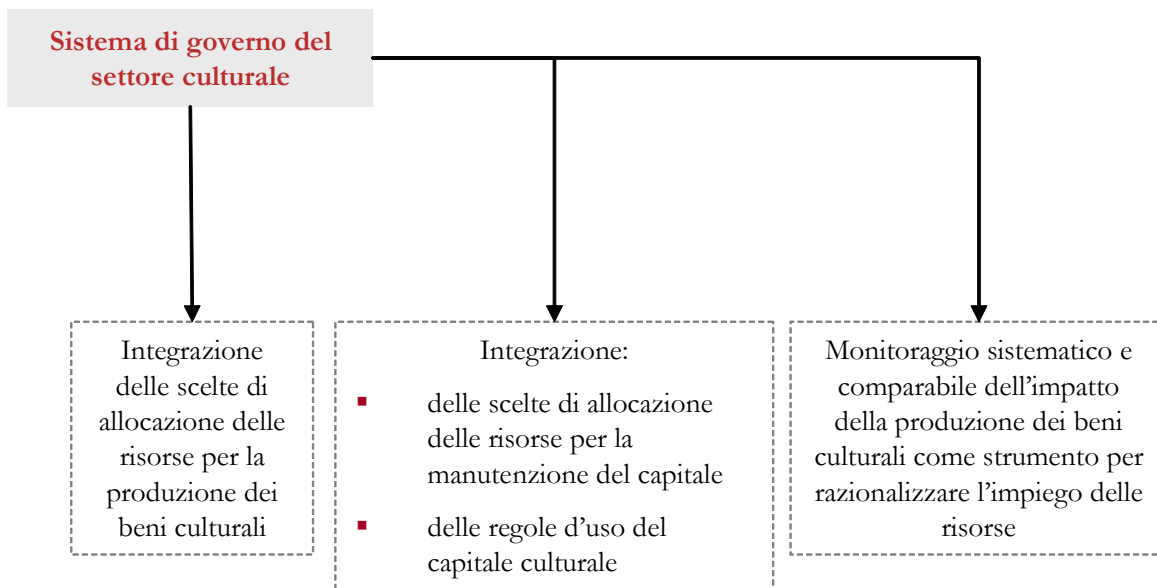 Sistema di governo del
settore culturale
Integrazione
delle scelte di
allocazione delle
risorse per la
produzione dei
beni culturali
Integrazione:
▪ delle scelte di allocazione
delle risorse per la
manutenzione del capitale
▪ delle regole d’uso del
capitale culturale
Monitoraggio sistematico e
comparabile dell’impatto
della produzione dei beni
culturali come strumento per
razionalizzare l’impiego delle
risorse